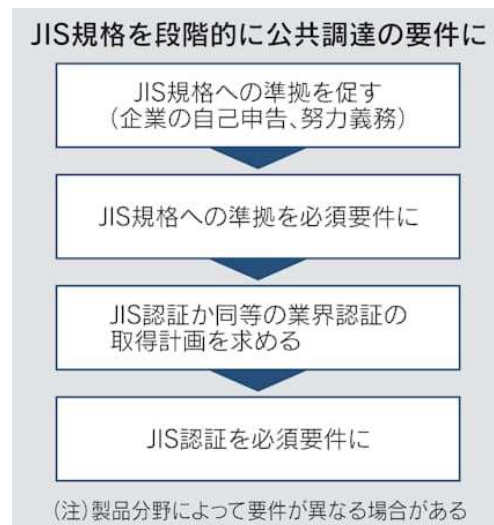 JIS規格を段階的に公共調達の要件に
JIS規格への準拠を促す
(企業の自己申告、努力義務)
JIS規格への準拠を必須要件に
JIS認証か同等の業界認証の
取得計画を求める
JIS認証を必須要件に
(注)製品分野によって要件が異なる場合がある